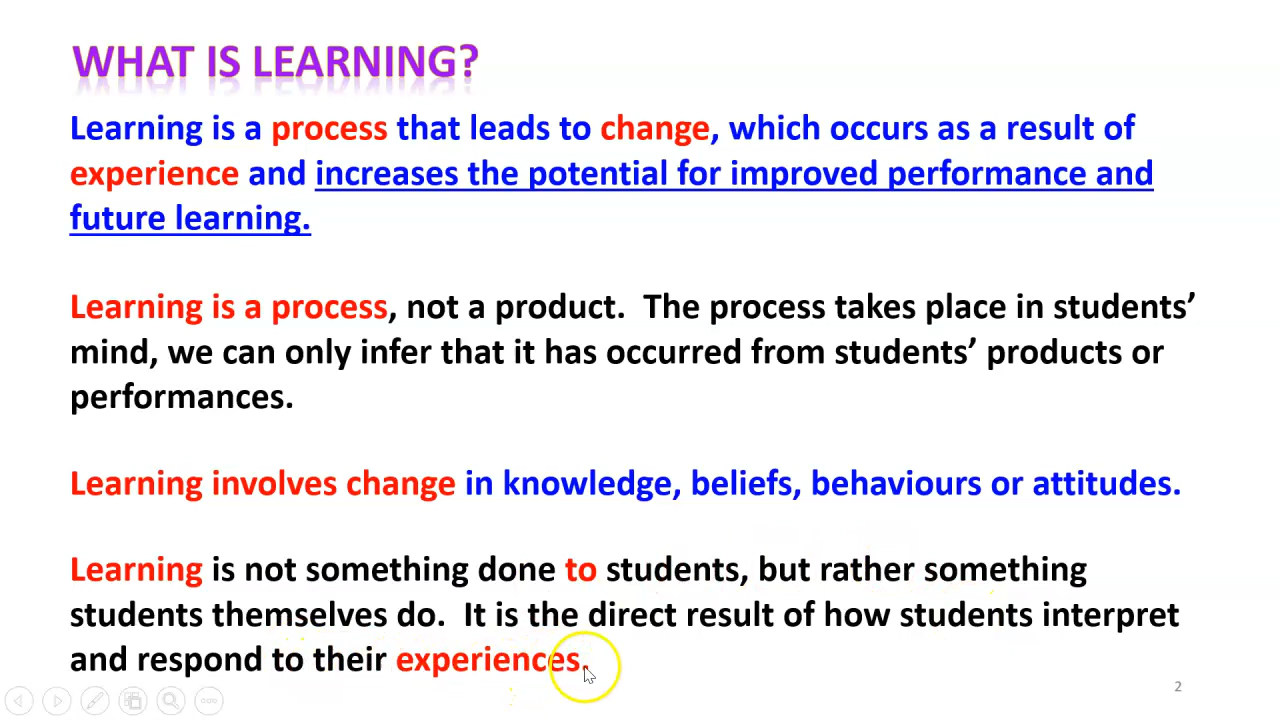 WHAT IS LEARNING?
Learning is a process that leads to change, which occurs as a result of
experience and increases the potential for improved performance and
future learning.
Learning is a process, not a product.  The process takes place in students’
mind, we can only infer that it has occurred from students’ products or
performances.
Learning involves change in knowledge, beliefs, behaviours or attitudes.
Learning is not something done to students, but rather something
students themselves do.  It is the direct result of how students interpret
and respond to their experiences.
2